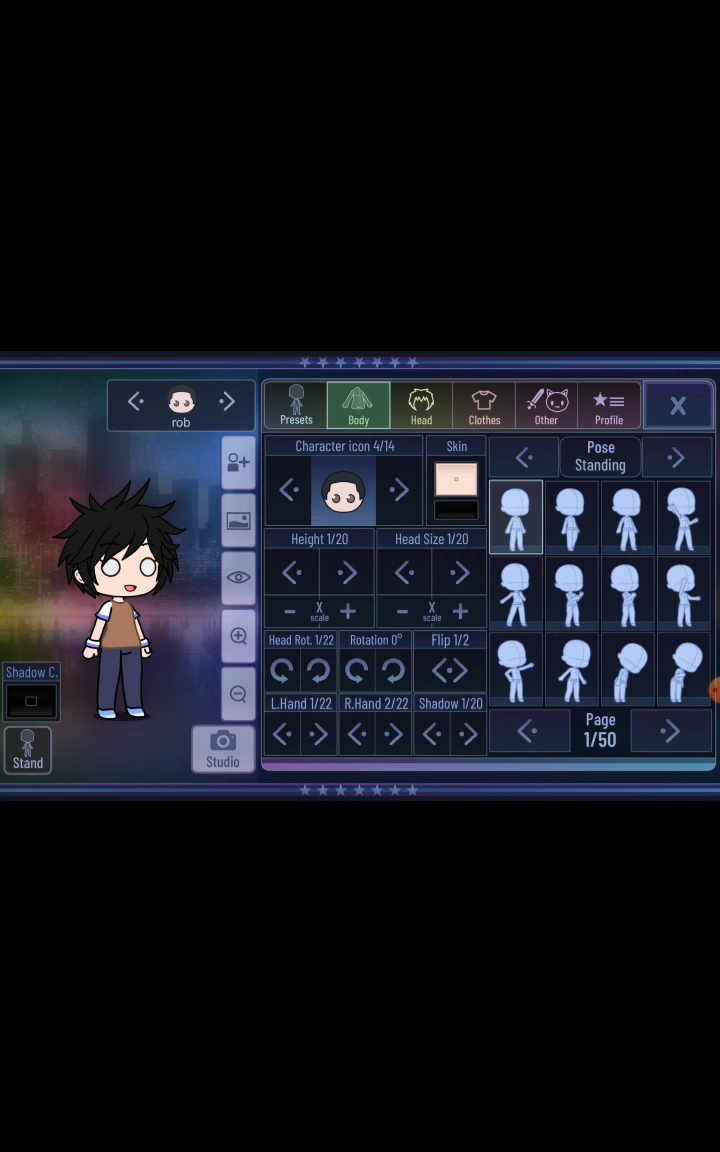 rob
Presets
Body
Head
Clothes
Other
Profile
X
Character icon 4/14
Skin
Pose
Standing
Height 1/20
Head Size 1/20
X
scale
X
scale
Head Rot. 1/22
Rotation 0°
Flip 1/2
L.Hand 1/22
R.Hand 2/22
Shadow 1/20
Page
1/50
Shadow C.
Stand
Studio